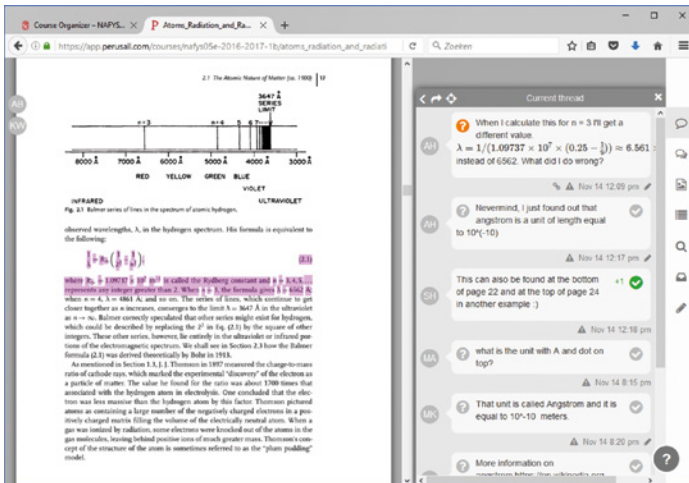 Course Organizer – NAFYS...
Atoms_Radiation_and_Ra...
https://app.perusall.com/courses/nafys05e-2016-2017-1b/atoms_radiation_and_radiati
Zoeken
2.1 The Atomic Nature of Matter (ca. 1900) 17
3647 Å
SERIES
LIMIT
n=3 n=4 5 6 7
8000 Å 7000 Å 6000 Å 5000 Å 4000 Å 3000 Å
RED YELLOW GREEN BLUE
VIOLET
INFRARED ULTRAVIOLET
Fig. 2.1 Balmer series of lines in the spectrum of atomic hydrogen.
observed wavelengths, λ, in the hydrogen spectrum. His formula is equivalent to
the following:
(2.1)
where is called the Rydberg constant and
represents any integer greater than 2. When the formula gives 6562 Å;
when n = 4, λ = 4861 Å; and so on. The series of lines, which continue to get
closer together as n increases, converges to the limit λ = 3647 Å in the ultraviolet
as n → ∞. Balmer correctly speculated that other series might exist for hydrogen,
which could be described by replacing the 2² in Eq. (2.1) by the square of other
integers. These other series, however, lie entirely in the ultraviolet or infrared por-
tions of the electromagnetic spectrum. We shall see in Section 2.3 how the Balmer
formula (2.1) was derived theoretically by Bohr in 1913.
As mentioned in Section 1.3, J. J. Thomson in 1897 measured the charge-to-mass
ratio of cathode rays, which marked the experimental "discovery" of the electron as
a particle of matter. The value he found for the ratio was about 1700 times that
associated with the hydrogen atom in electrolysis. One concluded that the elec-
tron was less massive than the hydrogen atom by this factor. Thomson pictured
atoms as containing a large number of the negatively charged electrons in a pos-
itively charged matrix filling the volume of the electrically neutral atom. When a
gas was ionized by radiation, some electrons were knocked out of the atoms in the
gas molecules, leaving behind positive ions of much greater mass. Thomson's con-
cept of the structure of the atom is sometimes referred to as the "plum pudding"
model.
AB
KW
Current thread
AH
When I calculate this for n = 3 I'll get a
different value.
λ = 1/(1.09737 × 10⁷ × (0.25 − 1/9)) ≈ 6.561
instead of 6562. What did I do wrong?
Nov 14 12:09 pm
AH
Nevermind, I just found out that
angstrom is a unit of length equal
to 10^(-10)
Nov 14 12:17 pm
SH
This can also be found at the bottom
of page 22 and at the top of page 24
in another example :)
+1
Nov 14 12:18 pm
MA
what is the unit with A and dot on
top?
Nov 14 8:15 pm
MK
That unit is called Angstrom and it is
equal to 10^-10 meters.
Nov 14 8:20 pm
More information on